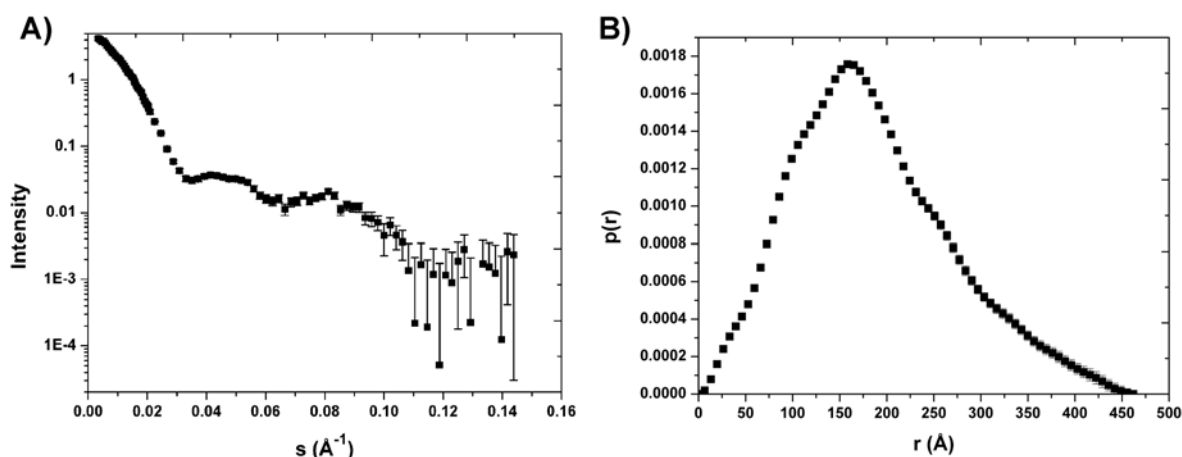 A)
1
0.1
0.01
1E-3
1E-4
0.00 0.02 0.04 0.06 0.08 0.10 0.12 0.14 0.16
Intensity
s (Å⁻¹)
B)
0.0018
0.0016
0.0014
0.0012
0.0010
0.0008
0.0006
0.0004
0.0002
0.0000
0 50 100 150 200 250 300 350 400 450 500
p(r)
r (Å)